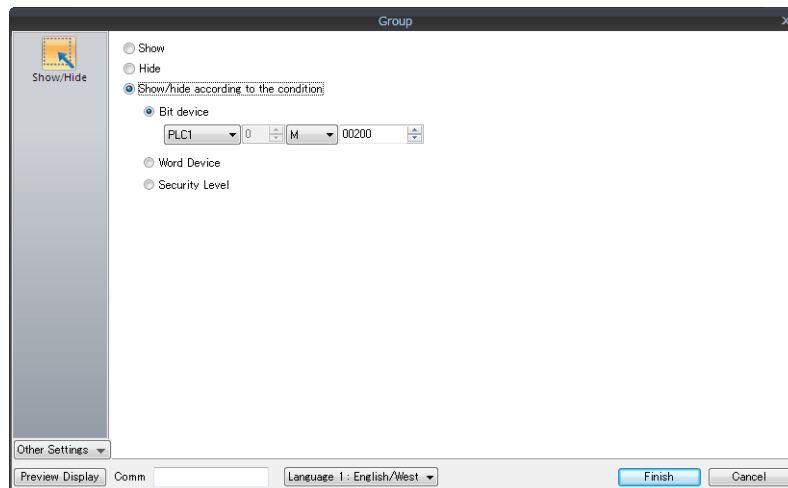 Group
Show/Hide
Show
Hide
Show/hide according to the condition
Bit device
PLC1 0 M 00200
Word Device
Security Level
Other Settings
Preview Display Comm Language 1 : English/West Finish Cancel